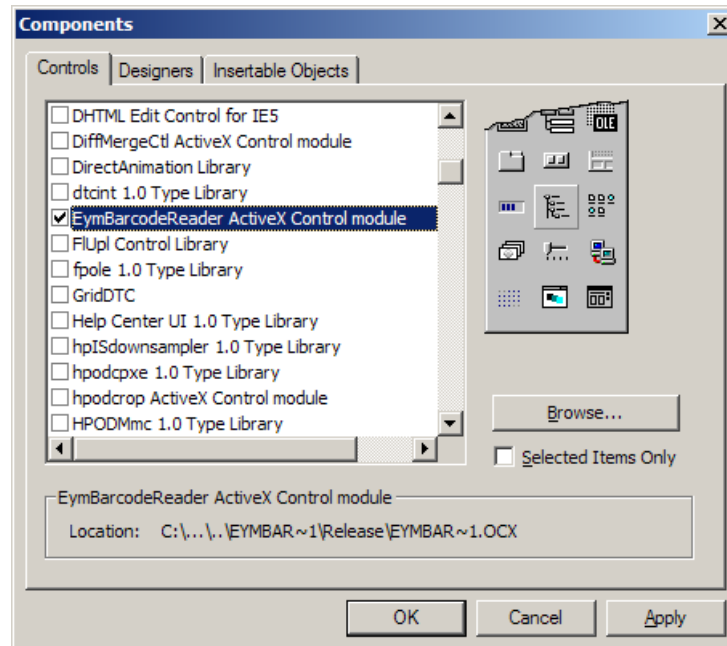 Components
Controls Designers Insertable Objects
DHTML Edit Control for IE5
DiffMergeCtl ActiveX Control module
DirectAnimation Library
dtcint 1.0 Type Library
EymBarcodeReader ActiveX Control module
FlUpl Control Library
fpole 1.0 Type Library
GridDTC
Help Center UI 1.0 Type Library
hpISdownsampler 1.0 Type Library
hpodcpxe 1.0 Type Library
hpodcrop ActiveX Control module
HPODMmc 1.0 Type Library
OLE
Browse...
Selected Items Only
EymBarcodeReader ActiveX Control module
Location: C:\...\..\EYMBAR~1\Release\EYMBAR~1.OCX
OK Cancel Apply